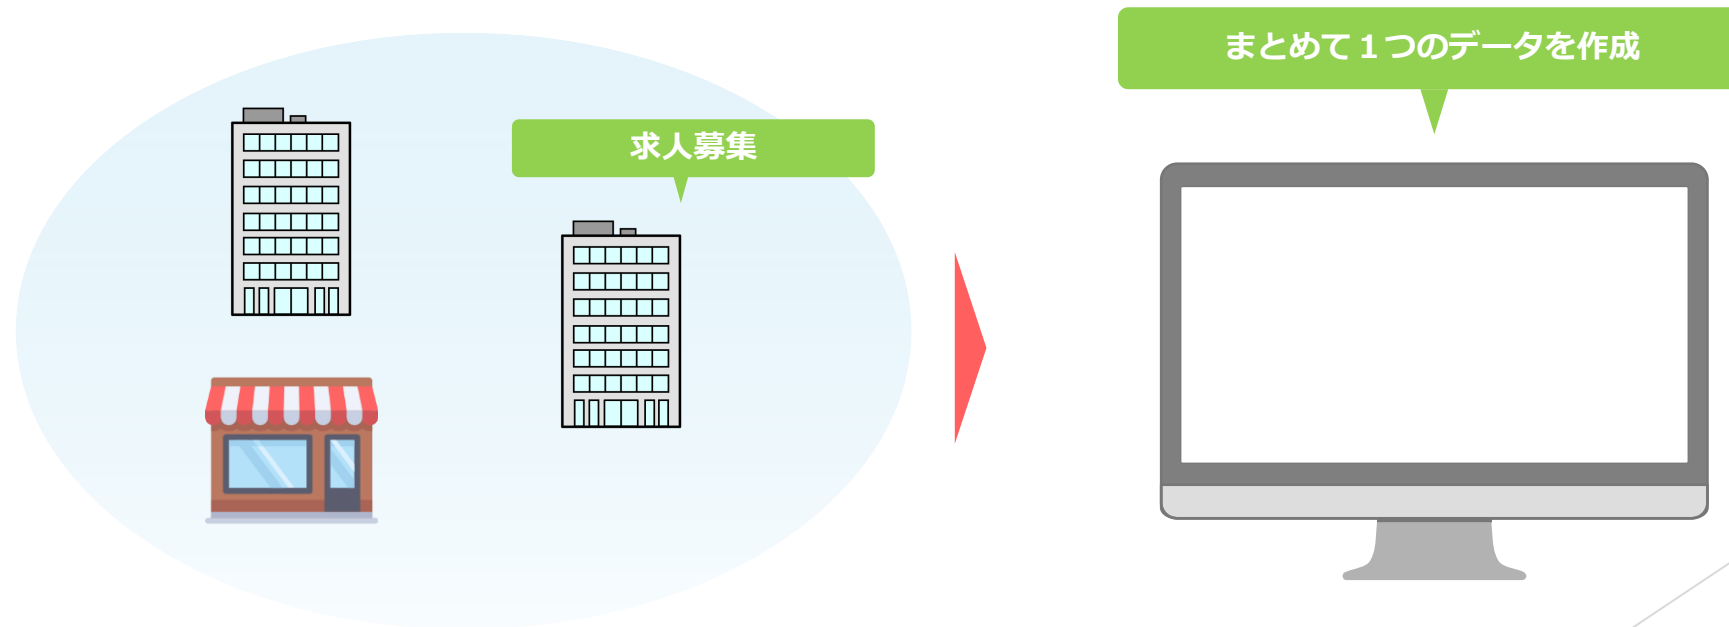 まとめて１つのデータを作成
求人募集